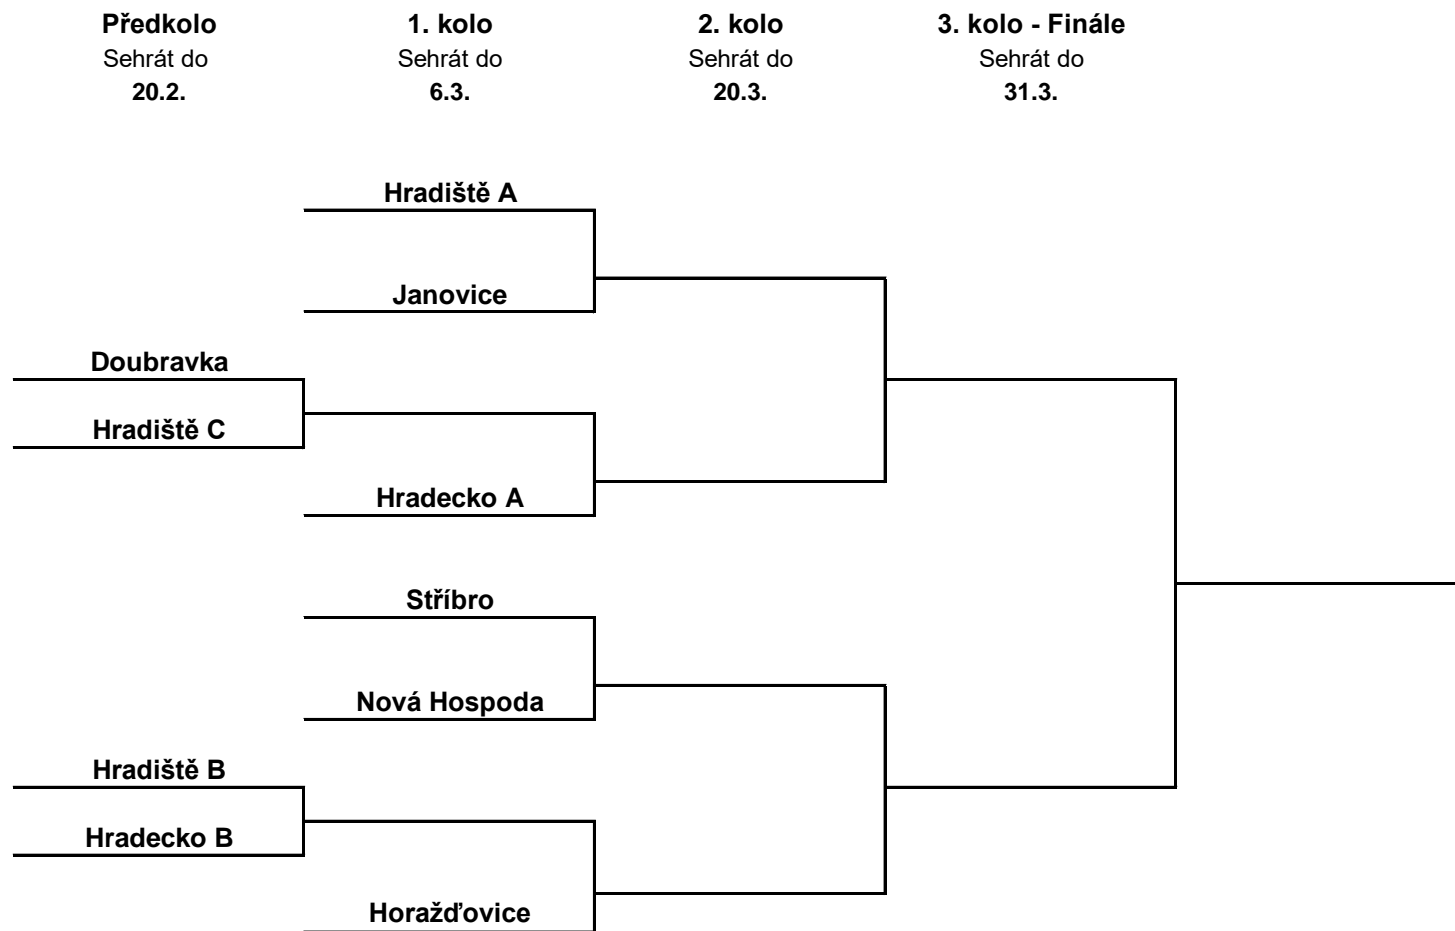 Předkolo
1. kolo
2. kolo
3. kolo - Finále
Sehrát do
Sehrát do
Sehrát do
Sehrát do
20.2.
6.3.
20.3.
31.3.
Hradiště A
Janovice
Doubravka
Hradiště C
Hradecko A
Stříbro
Nová Hospoda
Hradiště B
Hradecko B
Horažďovice